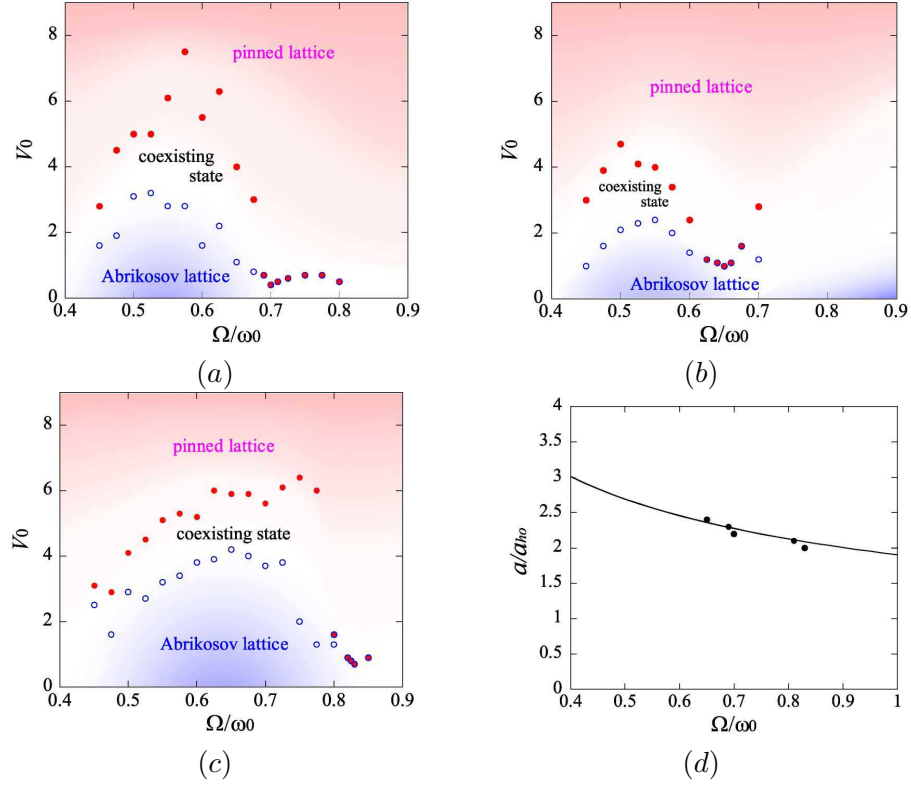 8
6
4
2
0
V0
pinned lattice
coexisting
state
Abrikosov lattice
0.4 0.5 0.6 0.7 0.8 0.9
Ω/ω0
(a)
8
6
4
2
0
V0
pinned lattice
coexisting
state
Abrikosov lattice
0.4 0.5 0.6 0.7 0.8 0.9
Ω/ω0
(b)
8
6
4
2
0
V0
pinned lattice
coexisting state
Abrikosov lattice
0.4 0.5 0.6 0.7 0.8 0.9
Ω/ω0
(c)
4
3.5
3
2.5
2
1.5
1
0.5
0
a/aho
0.4 0.5 0.6 0.7 0.8 0.9 1
Ω/ω0
(d)